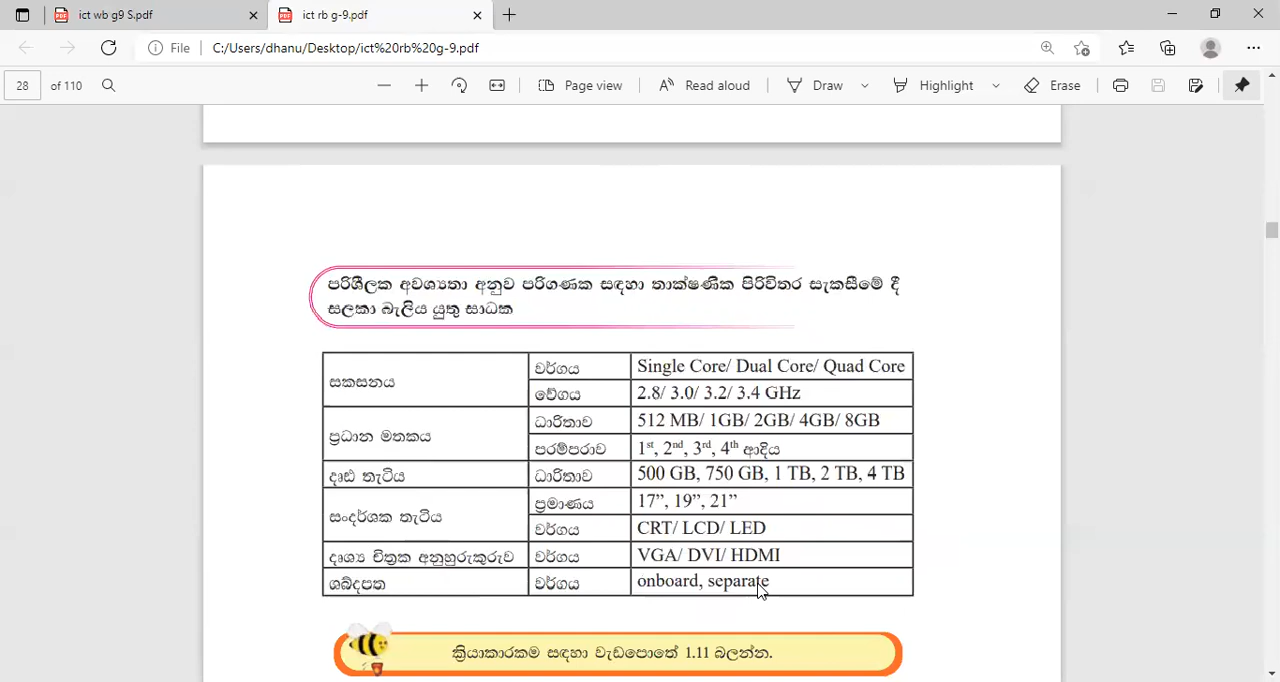 ict wb g9 S.pdf
ict rb g-9.pdf
File
C:/Users/dhanu/Desktop/ict%20rb%20g-9.pdf
28 of 110
Page view
Read aloud
Draw
Highlight
Erase
පරිශීලක අවශ්‍යතා අනුව පරිගණක සඳහා තාක්ෂණික පිරිවිතර සැකසීමේ දී
සලකා බැලිය යුතු සාධක
සකසනය
වර්ගය
Single Core/ Dual Core/ Quad Core
වේගය
2.8/ 3.0/ 3.2/ 3.4 GHz
ප්‍රධාන මතකය
ධාරිතාව
512 MB/ 1GB/ 2GB/ 4GB/ 8GB
පරම්පරාව
1st, 2nd, 3rd, 4th ආදිය
දෘඪ තැටිය
ධාරිතාව
500 GB, 750 GB, 1 TB, 2 TB, 4 TB
සංදර්ශක තැටිය
ප්‍රමාණය
17”, 19”, 21”
වර්ගය
CRT/ LCD/ LED
දෘශ්‍ය චිත්‍රක අනුහුරුකුරුව
වර්ගය
VGA/ DVI/ HDMI
ශබ්දපත
වර්ගය
onboard, separate
ක්‍රියාකාරකම සඳහා වැඩපොතේ 1.11 බලන්න.